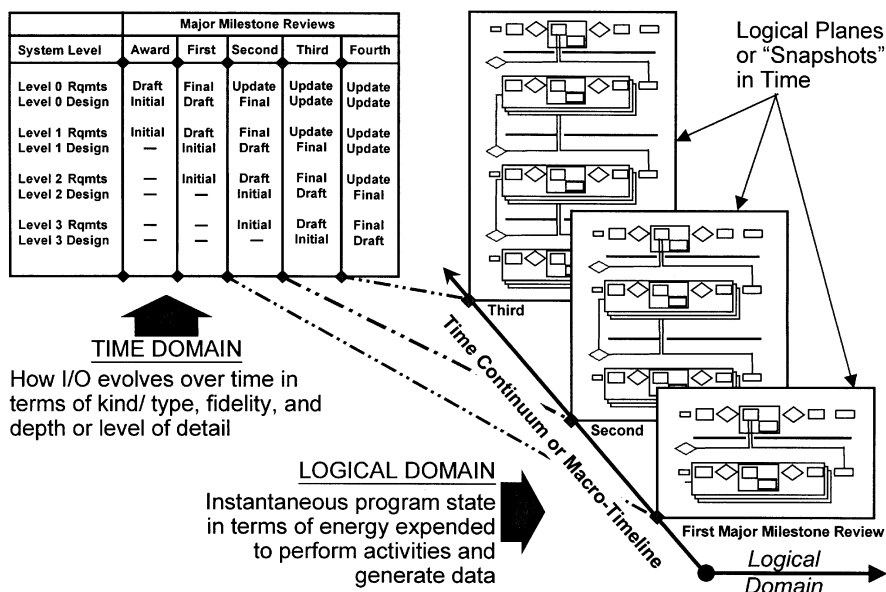 Major Milestone Reviews
System Level Award First Second Third Fourth
Level 0 Rqmts Draft Final Update Update Update
Level 0 Design Initial Draft Final Update Update
Level 1 Rqmts Initial Draft Final Update Update
Level 1 Design — Initial Draft Final Update
Level 2 Rqmts — Initial Draft Final Update
Level 2 Design — — Initial Draft Final
Level 3 Rqmts — — Initial Draft Final
Level 3 Design — — — Initial Draft
Logical Planes
or “Snapshots”
in Time
Third
Second
First Major Milestone Review
Time Continuum or Macro-Timeline
TIME DOMAIN
How I/O evolves over time in
terms of kind/ type, fidelity, and
depth or level of detail
LOGICAL DOMAIN
Instantaneous program state
in terms of energy expended
to perform activities and
generate data
Logical
Domain